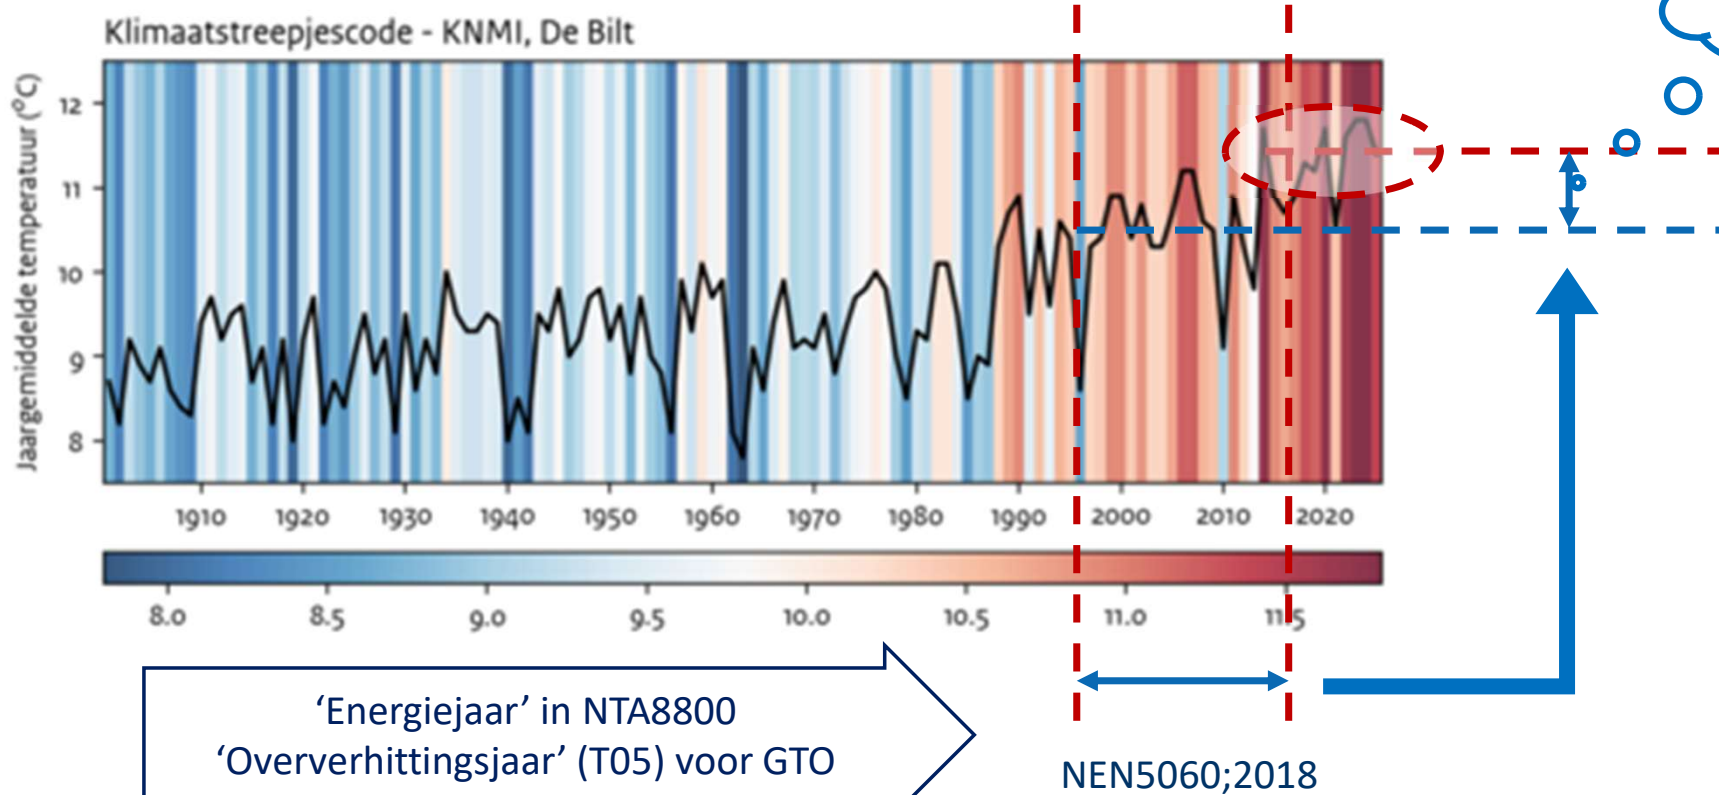 Klimaatstreepjescode - KNMI, De Bilt
Jaargemiddelde temperatuur (°C)
12
11
10
9
8
1910 1920 1930 1940 1950 1960 1970 1980 1990 2000 2010 2020
8.0 8.5 9.0 9.5 10.0 10.5 11.0 11.5
‘Energiejaar’ in NTA8800
‘Oververhittingsjaar’ (T05) voor GTO
NEN5060;2018